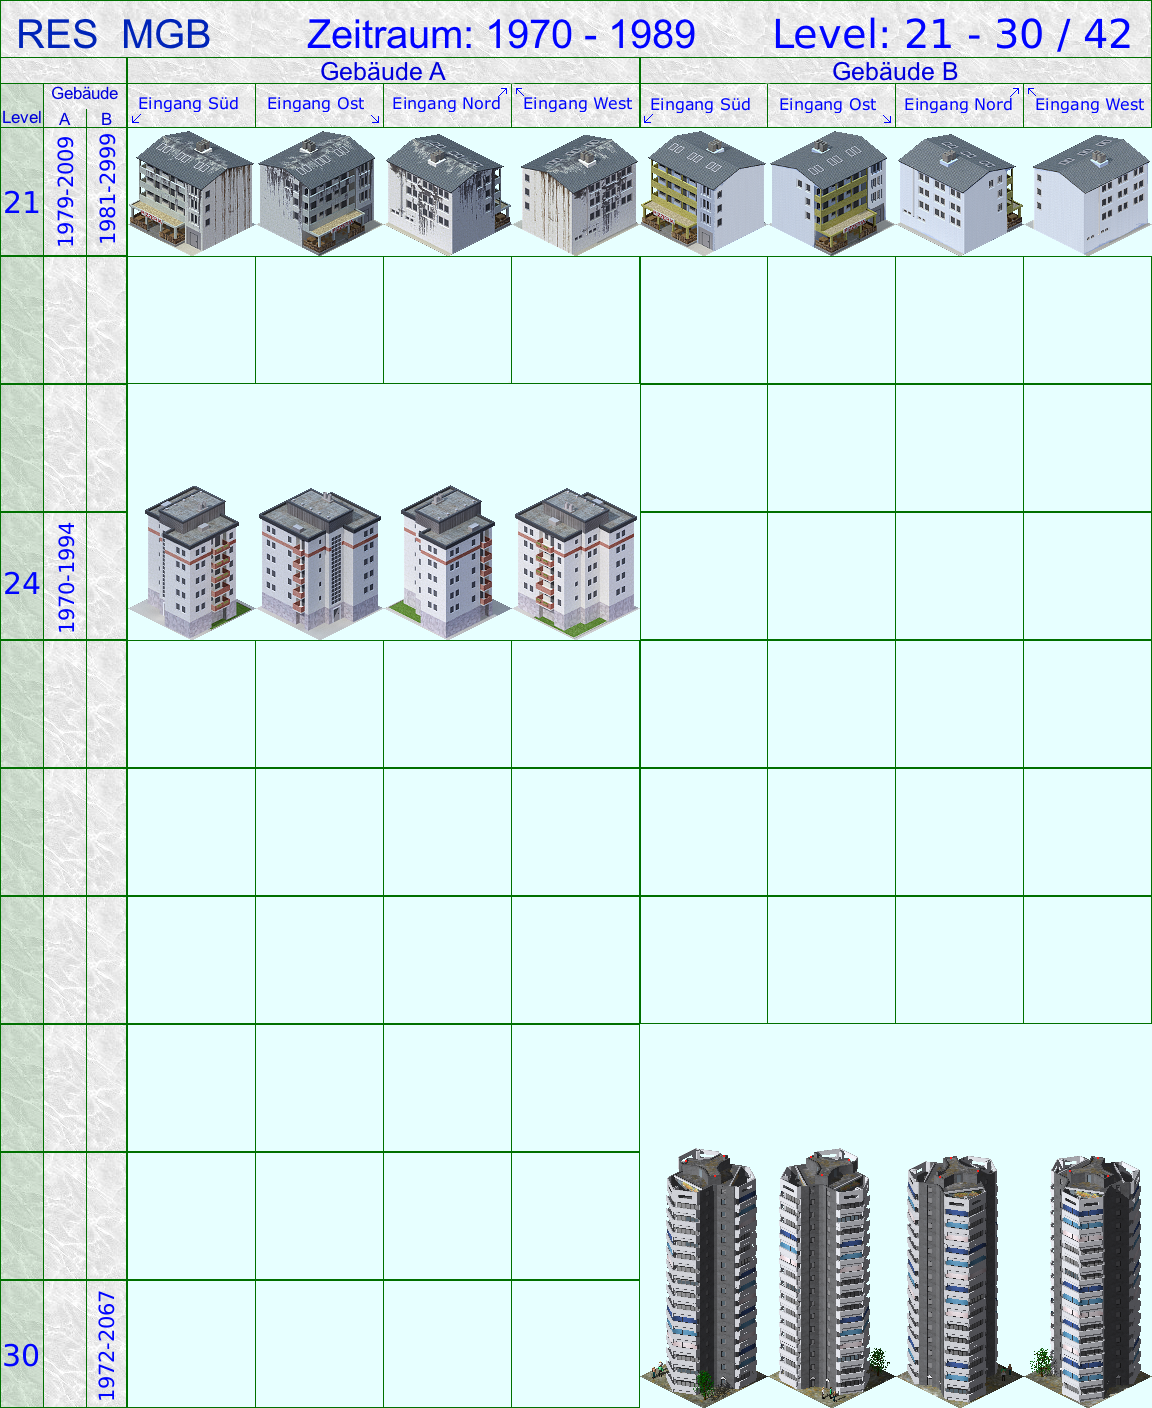 RES MGB Zeitraum: 1970 - 1989 Level: 21 - 30 / 42
Gebäude A Gebäude B
Gebäude
Level A B Eingang Süd Eingang Ost Eingang Nord Eingang West Eingang Süd Eingang Ost Eingang Nord Eingang West
21 1979-2009 1981-2999
24 1970-1994
30 1972-2067